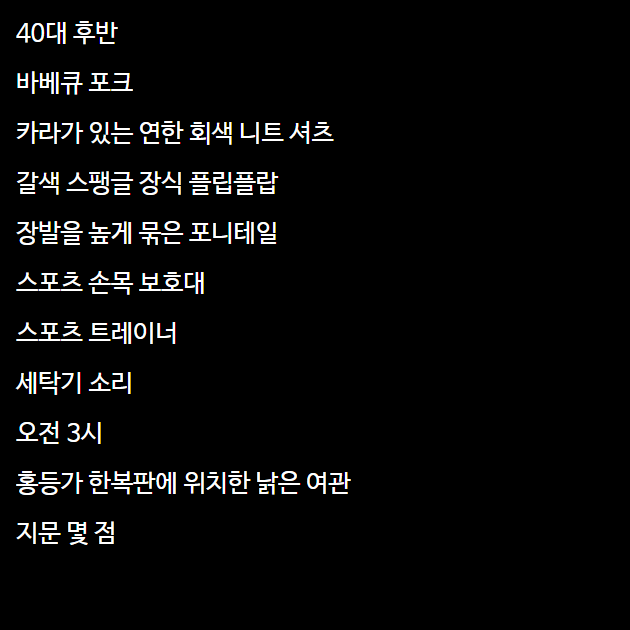 40대 후반
바베큐 포크
카라가 있는 연한 회색 니트 셔츠
갈색 스팽글 장식 플립플랍
장발을 높게 묶은 포니테일
스포츠 손목 보호대
스포츠 트레이너
세탁기 소리
오전 3시
홍등가 한복판에 위치한 낡은 여관
지문 몇 점